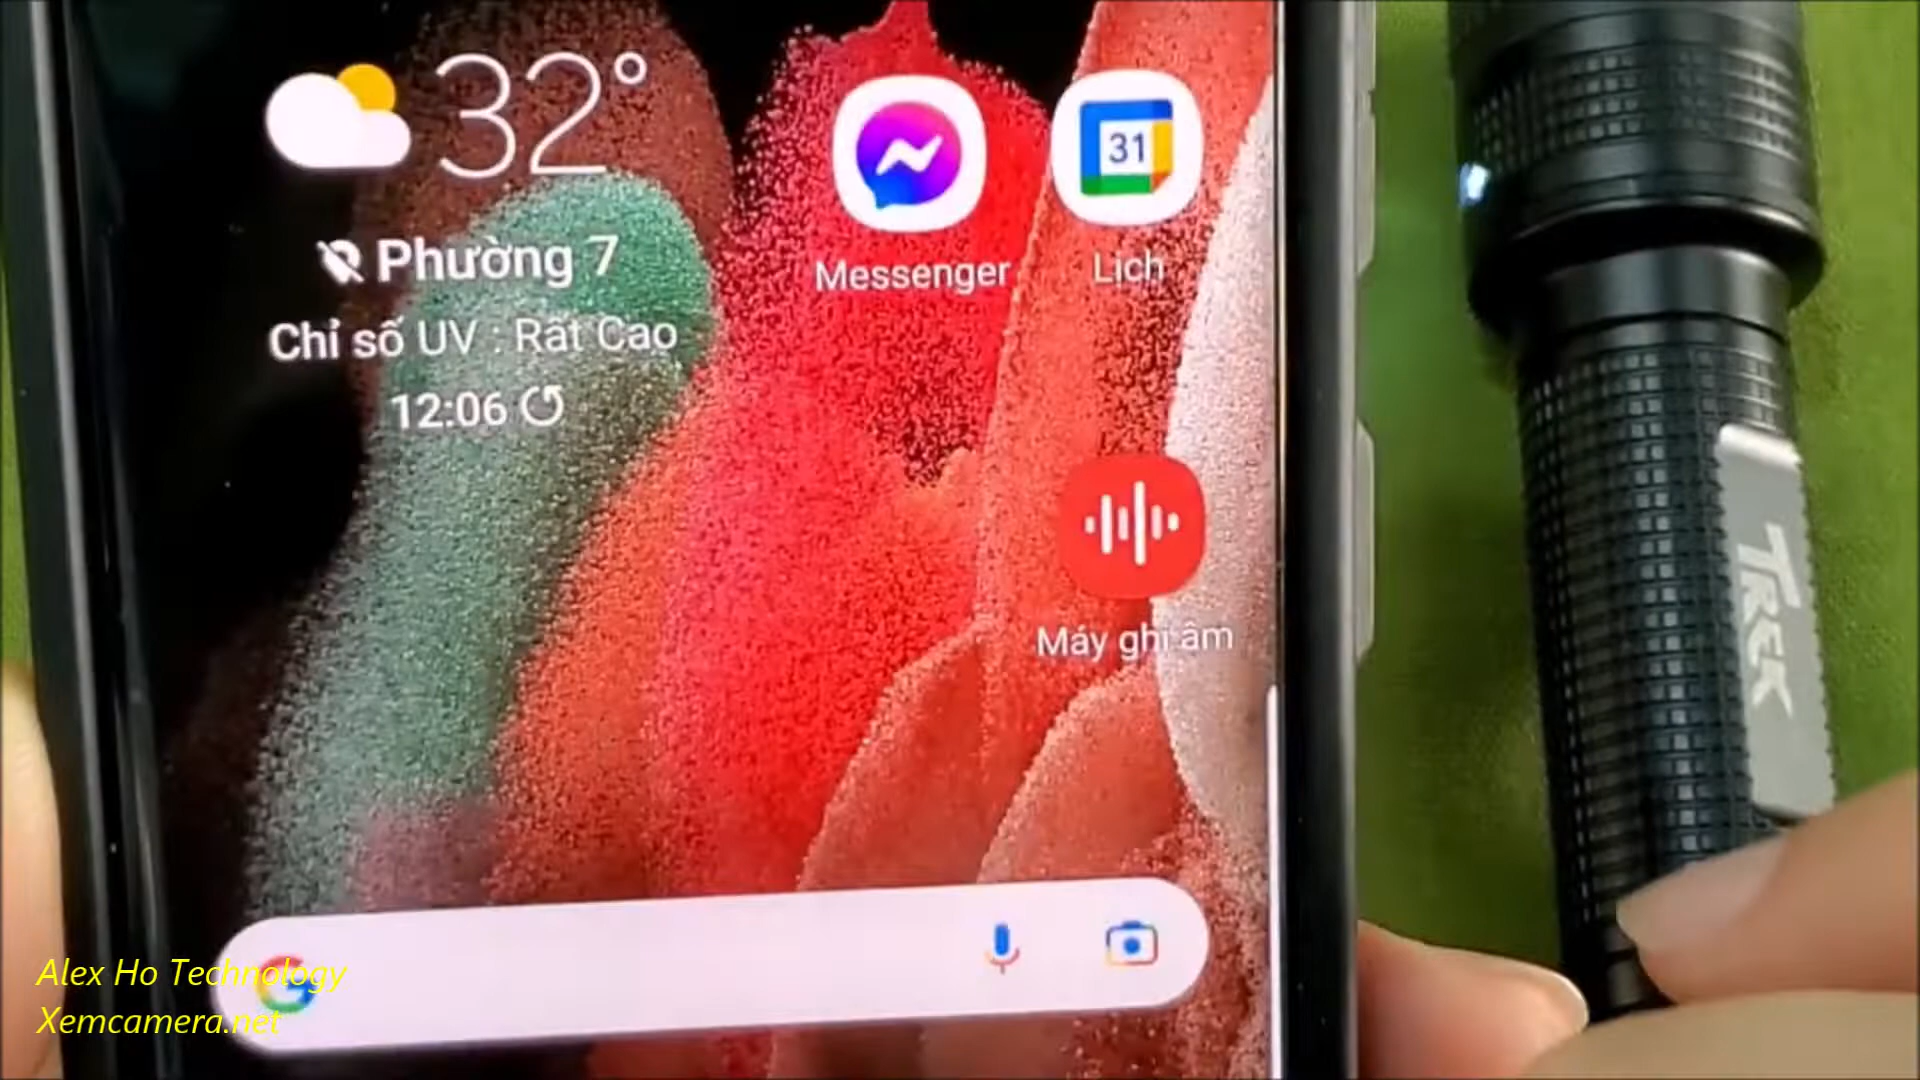 32°
Phường 7
Chỉ số UV : Rất Cao
12:06
31
Messenger
Lịch
Máy ghi âm
TRCK
Alex Ho Technology
Xemcamera.net